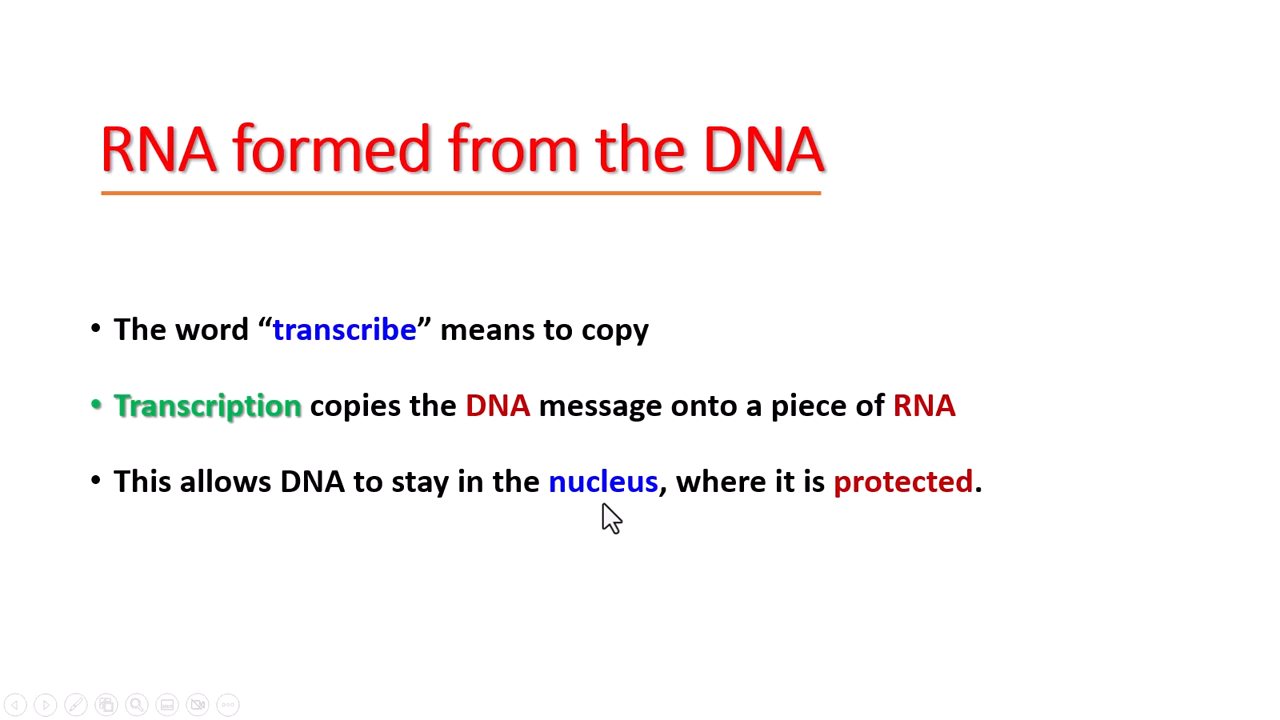 RNA formed from the DNA
• The word “transcribe” means to copy
• Transcription copies the DNA message onto a piece of RNA
• This allows DNA to stay in the nucleus, where it is protected.